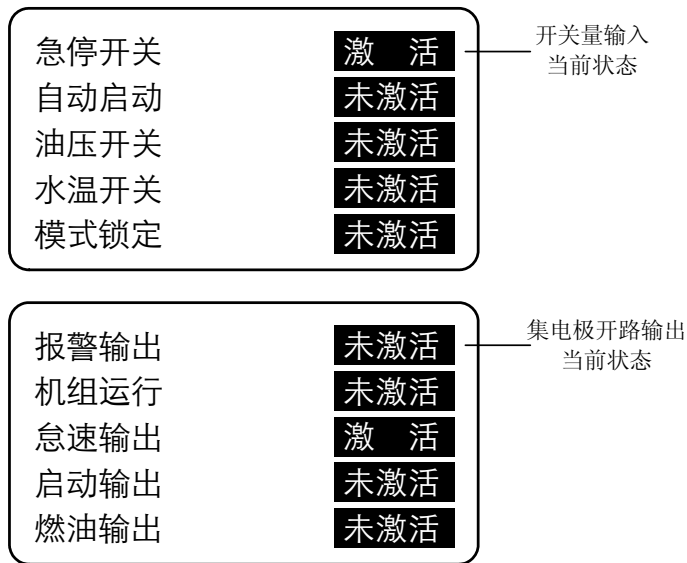 急停开关 激 活
开关量输入
当前状态
自动启动 未激活
油压开关 未激活
水温开关 未激活
模式锁定 未激活
报警输出 未激活
集电极开路输出
当前状态
机组运行 未激活
怠速输出 激 活
启动输出 未激活
燃油输出 未激活